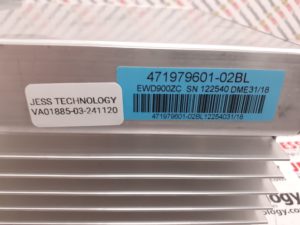 471979601-02BL
EWD900ZC SN 122540 DME31/18
471979601-02BL12254031/18
JESS TECHNOLOGY
VA01885-03-241120